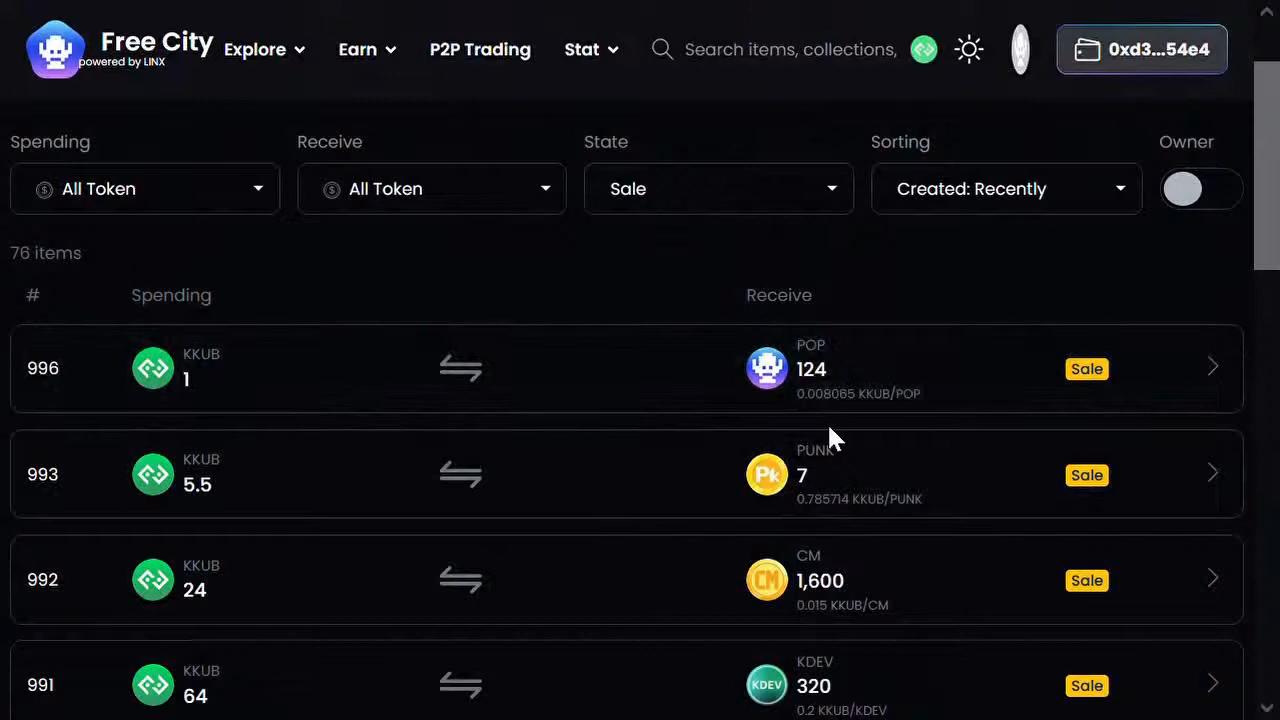 Free City
powered by LINX
Explore
Earn
P2P Trading
Stat
Search items, collections,
0xd3...54e4
Spending
Receive
State
Sorting
Owner
All Token
All Token
Sale
Created: Recently
76 items
#
Spending
Receive
996
KKUB
1
POP
124
0.008065 KKUB/POP
Sale
993
KKUB
5.5
PUNK
Pk
7
0.785714 KKUB/PUNK
Sale
992
KKUB
24
CM
CM
1,600
0.015 KKUB/CM
Sale
991
KKUB
64
KDEV
KDEV
320
0.2 KKUB/KDEV
Sale